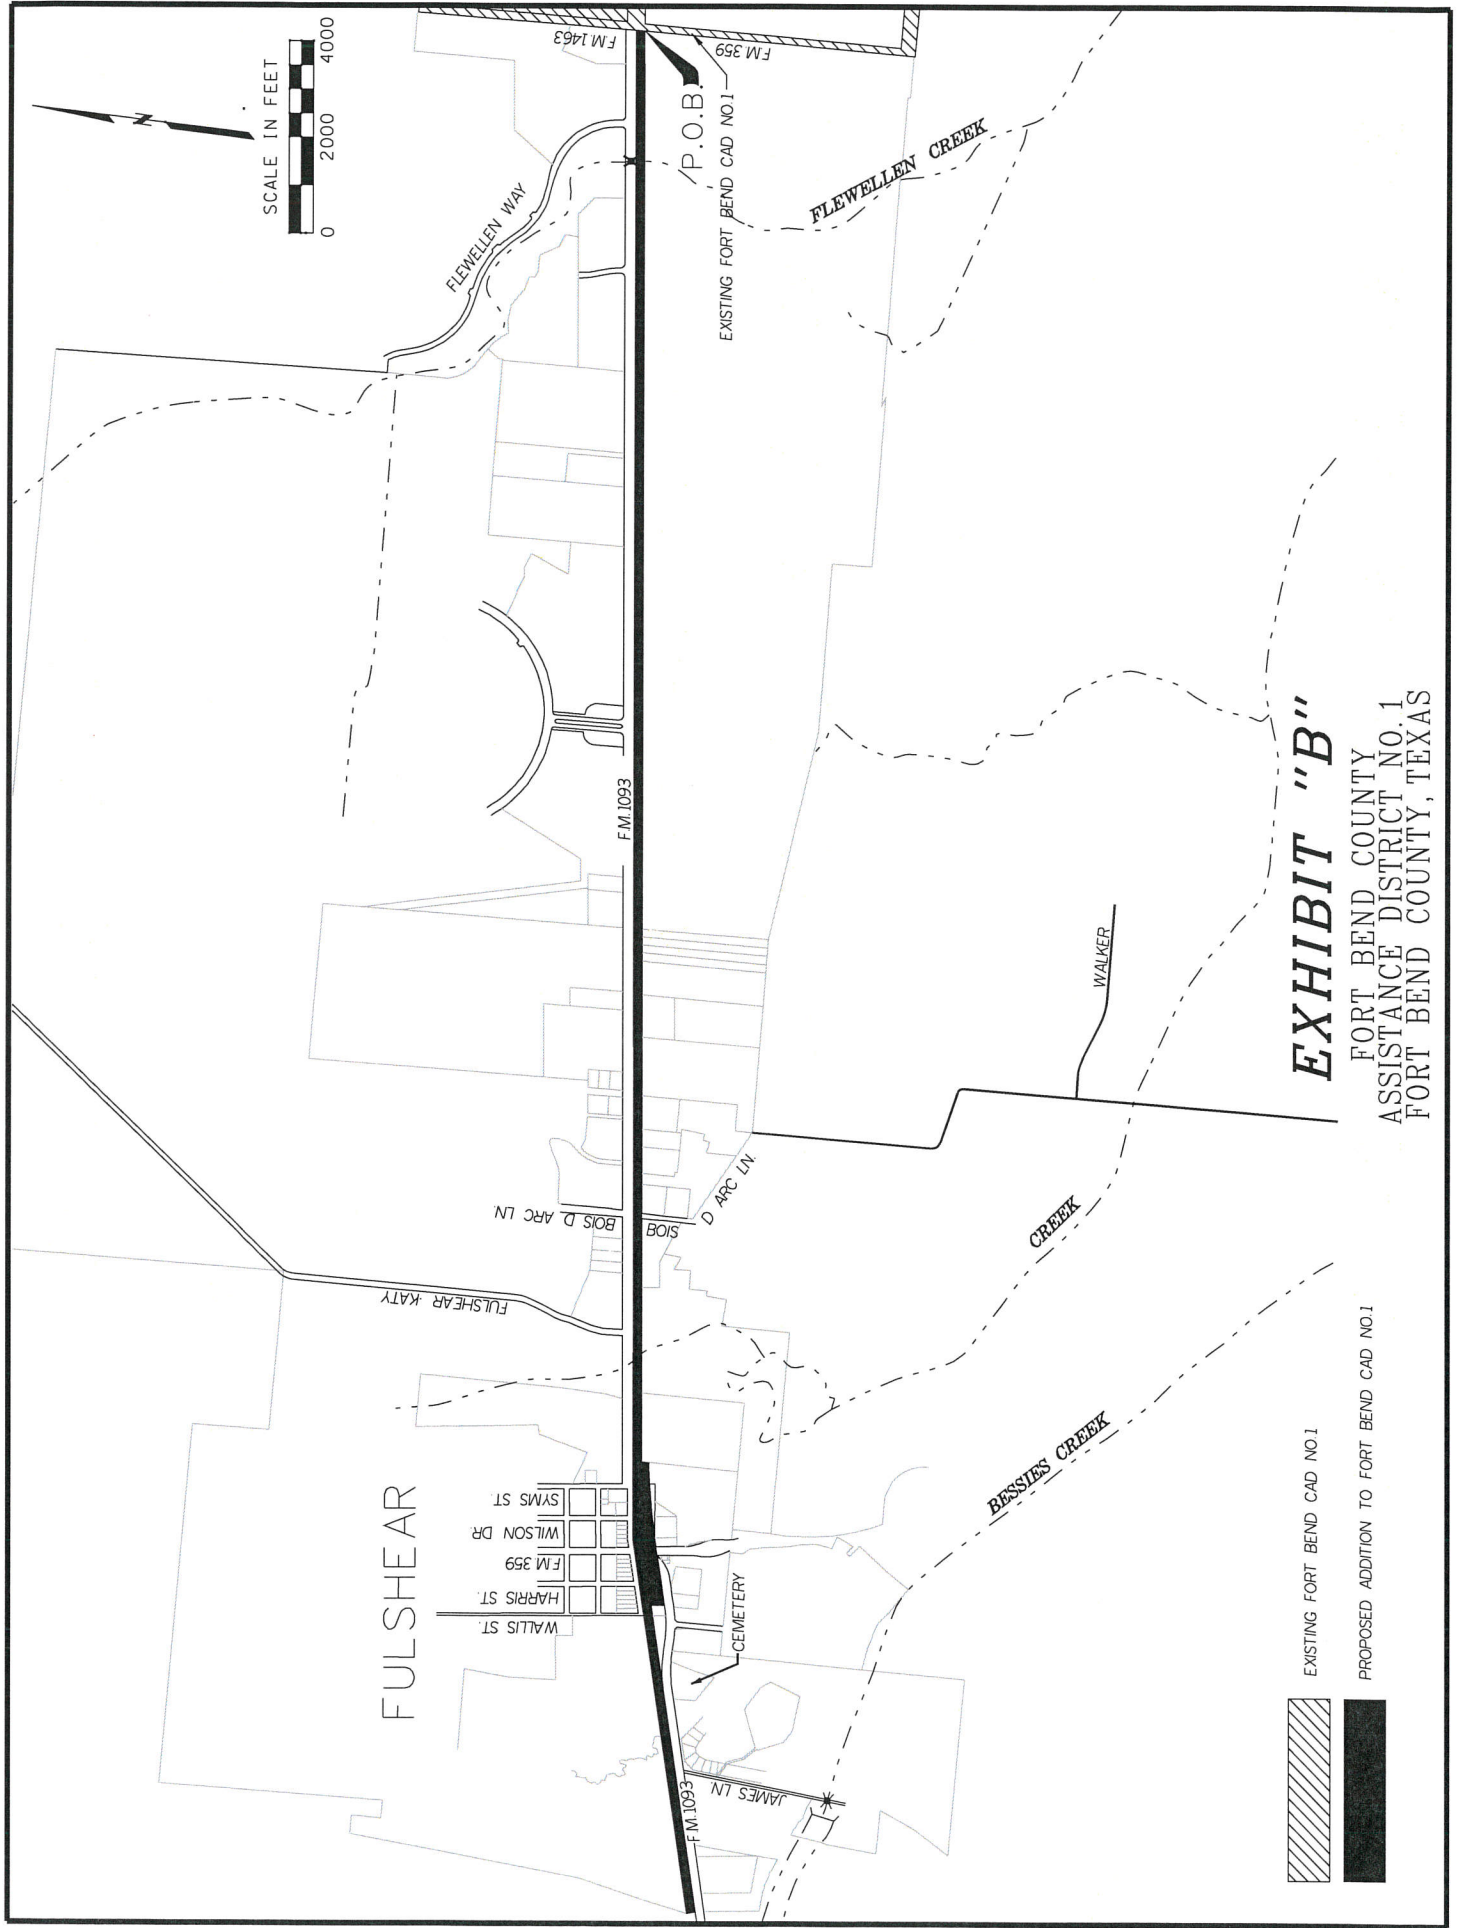 SCALE IN FEET
0 2000 4000
N
F.M.1463
F.M.359
P.O.B.
EXISTING FORT BEND CAD NO.1
FLEWELLEN WAY
FLEWELLEN CREEK
F.M.1093
WALKER
BOIS D ARC LN.
BOIS
D ARC LN.
FULSHEAR KATY
CREEK
FULSHEAR
SYMS ST.
WILSON DR
F.M.359
HARRIS ST.
WALLIS ST.
CEMETERY
BESSIES CREEK
JAMES LN.
F.M.1093
EXISTING FORT BEND CAD NO.1
PROPOSED ADDITION TO FORT BEND CAD NO.1
EXHIBIT "B"
FORT BEND COUNTY
ASSISTANCE DISTRICT NO.1
FORT BEND COUNTY, TEXAS